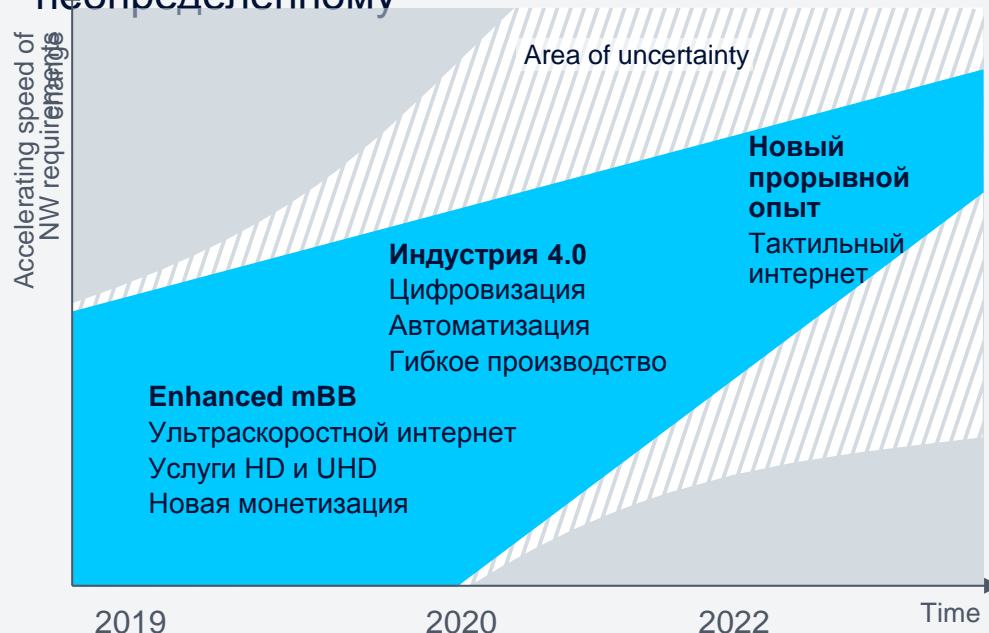 неопределенному
Accelerating speed of
NW requirements
change
Area of uncertainty
Новый
прорывной
опыт
Тактильный
интернет
Индустрия 4.0
Цифровизация
Автоматизация
Гибкое производство
Enhanced mBB
Ультраскоростной интернет
Услуги HD и UHD
Новая монетизация
2019
2020
2022
Time